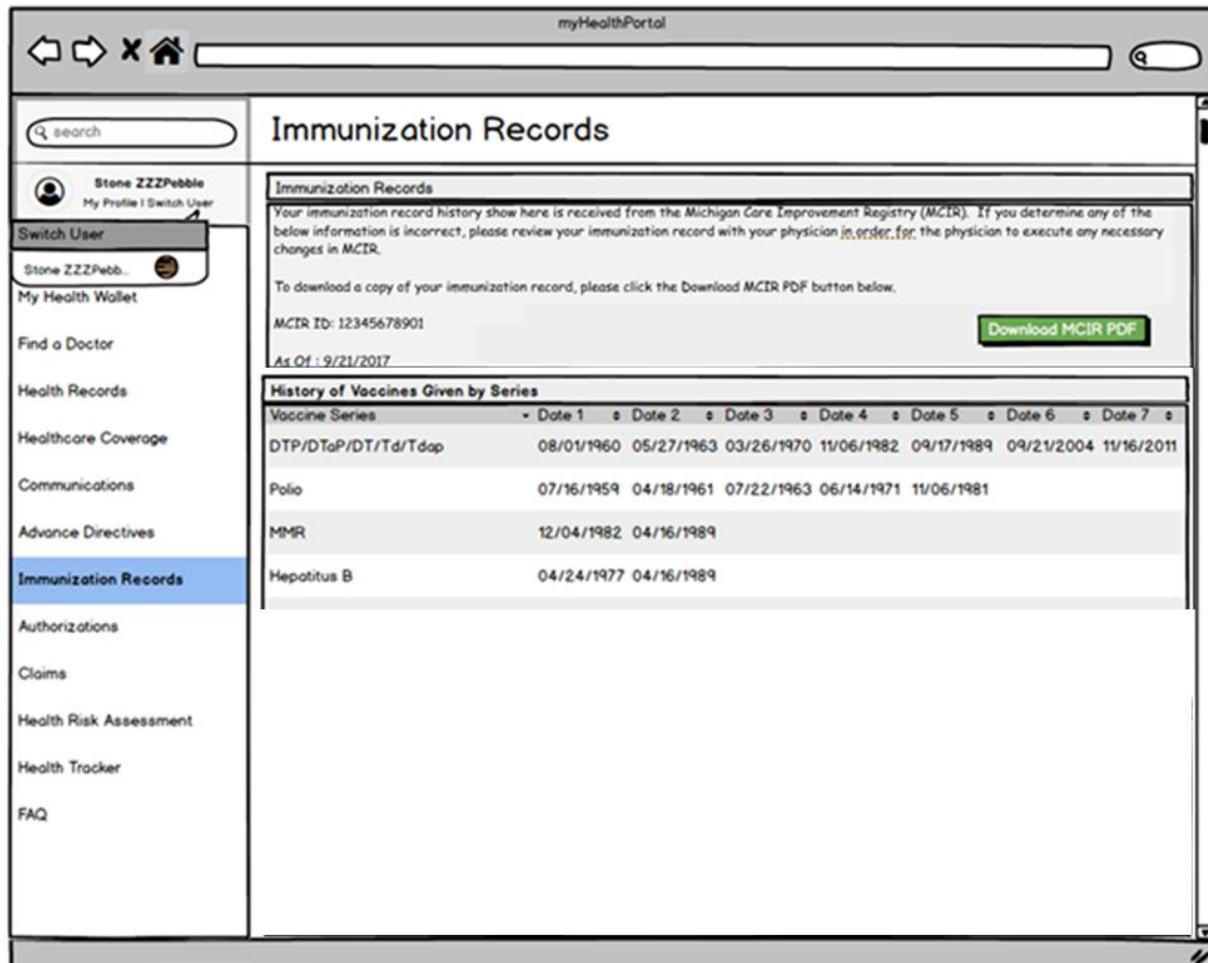 myHealthPortal
search
Immunization Records
Stone ZZZPebble
My Profile | Switch User
Switch User
Stone ZZZPebb...
My Health Wallet
Find a Doctor
Health Records
Healthcare Coverage
Communications
Advance Directives
Immunization Records
Authorizations
Claims
Health Risk Assessment
Health Tracker
FAQ
Immunization Records
Your immunization record history show here is received from the Michigan Care Improvement Registry (MCIR). If you determine any of the
below information is incorrect, please review your immunization record with your physician in order for the physician to execute any necessary
changes in MCIR.
To download a copy of your immunization record, please click the Download MCIR PDF button below.
MCIR ID: 12345678901
Download MCIR PDF
As Of : 9/21/2017
History of Vaccines Given by Series
Vaccine Series Date 1 Date 2 Date 3 Date 4 Date 5 Date 6 Date 7
DTP/DTaP/DT/Td/Tdap 08/01/1960 05/27/1963 03/26/1970 11/06/1982 09/17/1989 09/21/2004 11/16/2011
Polio 07/16/1959 04/18/1961 07/22/1963 06/14/1971 11/06/1981
MMR 12/04/1982 04/16/1989
Hepatitus B 04/24/1977 04/16/1989